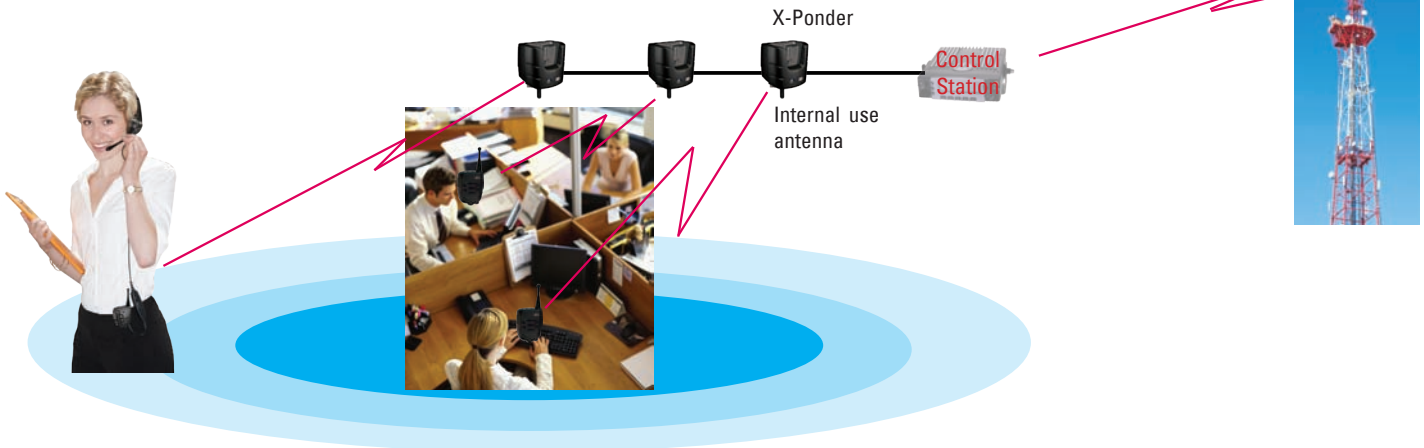 X-Ponder
Control
Station
Internal use
antenna